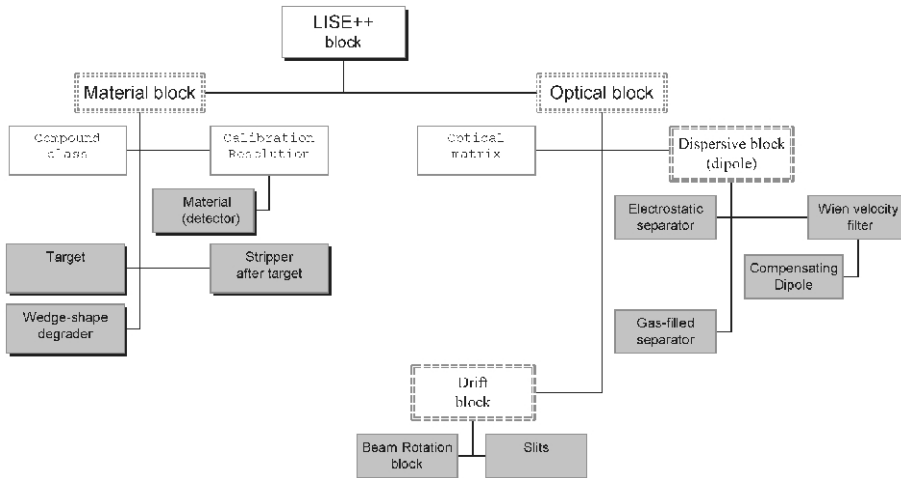 LISE++
block
Material block
Optical block
Compound
class
Calibration
Resolution
Optical
matrix
Dispersive block
(dipole)
Material
(detector)
Electrostatic
separator
Wien velocity
filter
Target
Stripper
after target
Compensating
Dipole
Wedge-shape
degrader
Gas-filled
separator
Drift
block
Beam Rotation
block
Slits